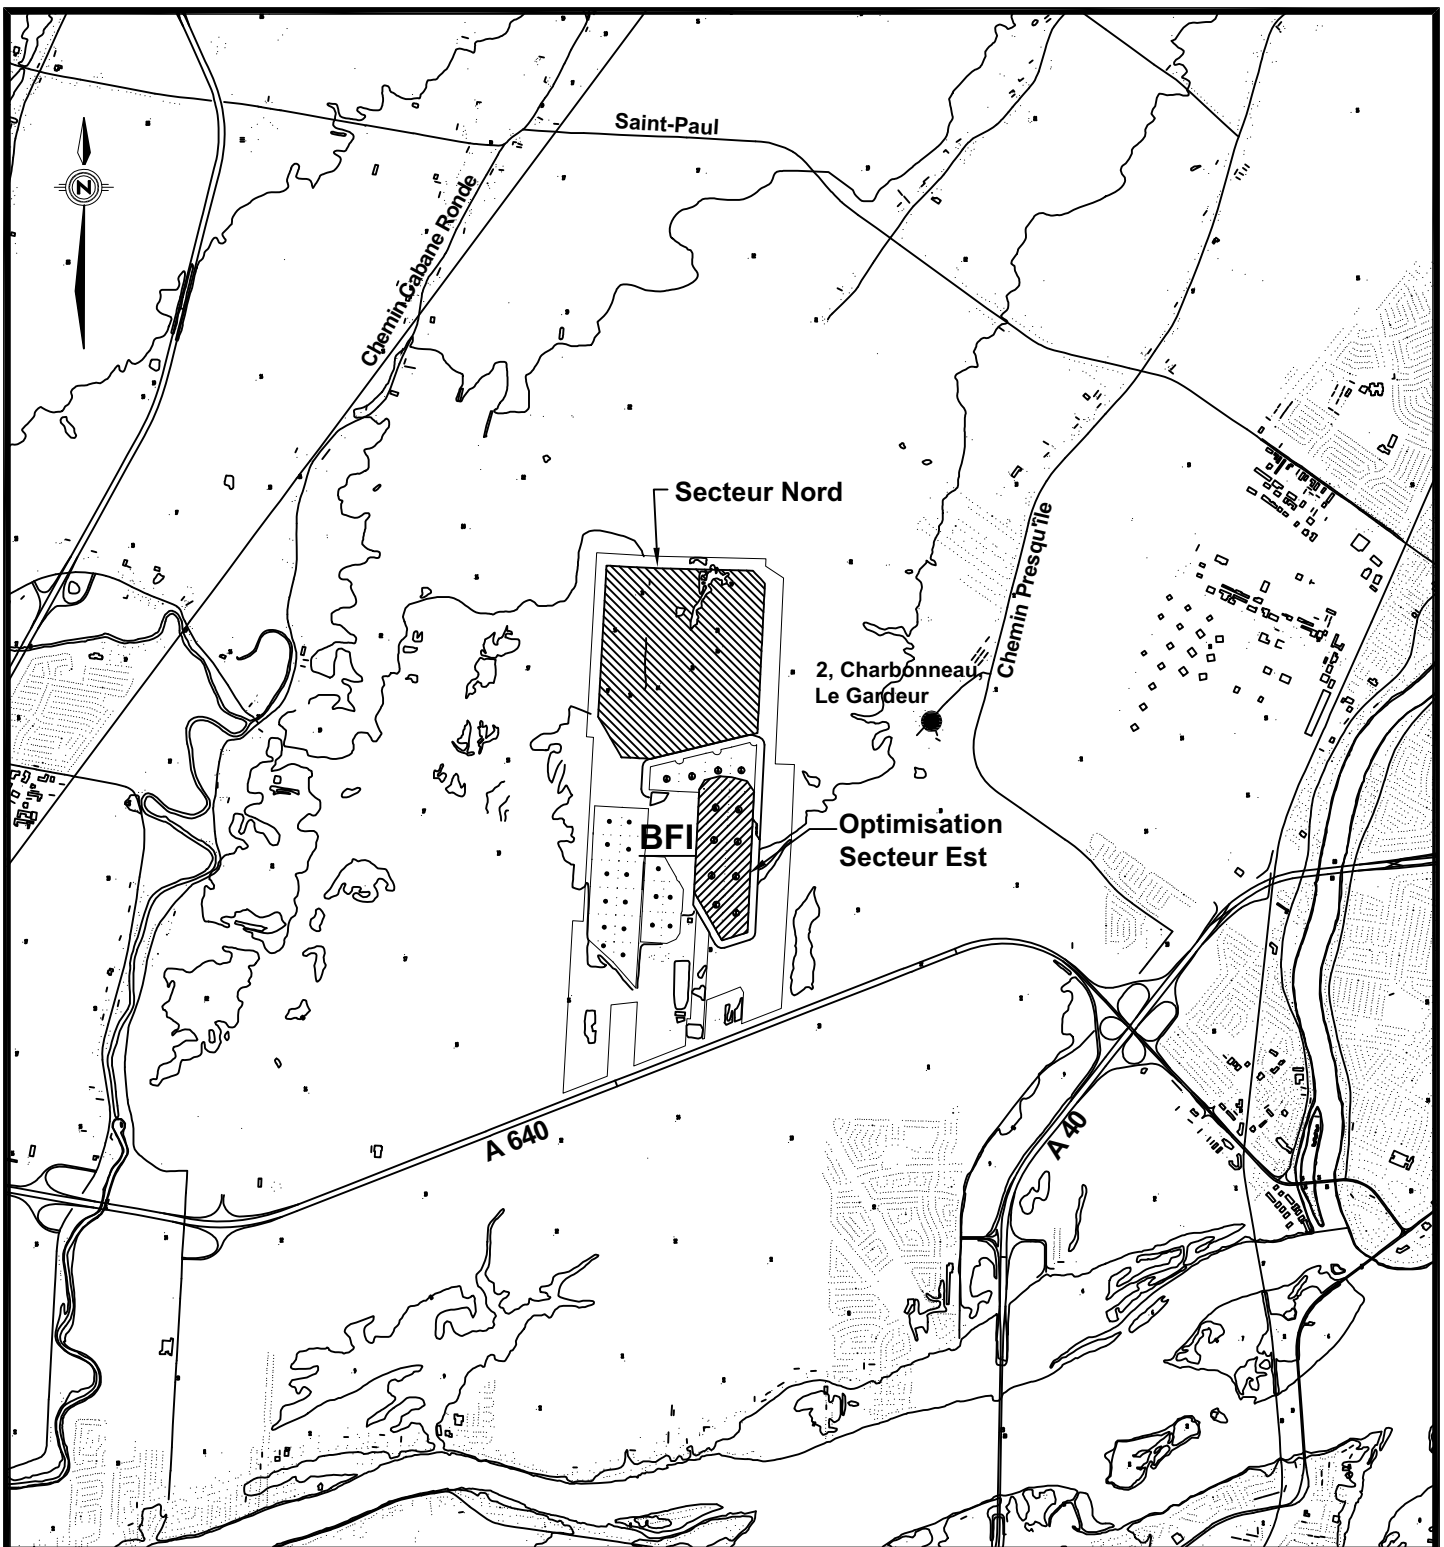 Saint-Paul
N
Chemin Cabane Ronde
Secteur Nord
Chemin Presqu'île
2, Charbonneau,
Le Gardeur
BFI
Optimisation
Secteur Est
A 640
A 40